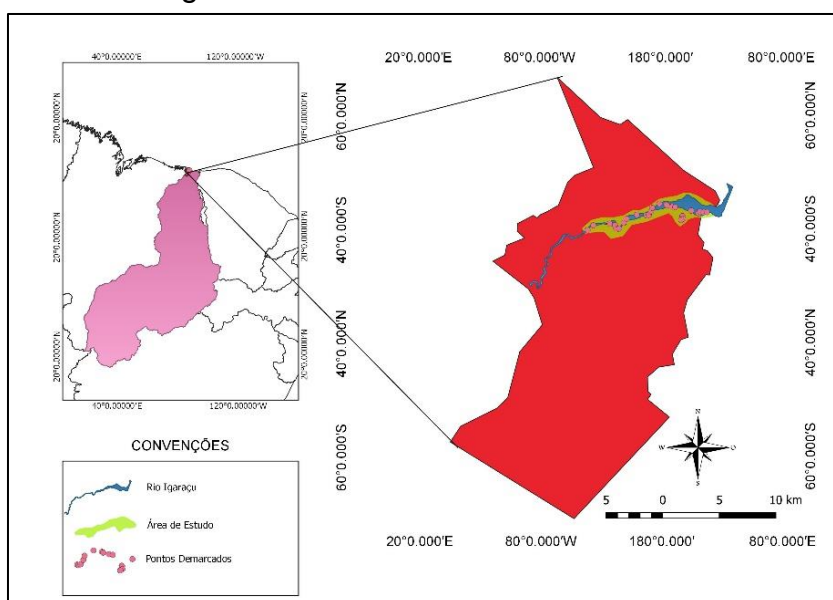 40°0.00000'E 120°0.00000'W
20°0.00000'N 20°0.00000'N
20°0.00000'N 20°0.00000'N
20°0.00000'N 20°0.00000'N
40°0.00000'E 120°0.00000'W
20°0.000'E 80°0.000'W 180°0.000' 80°0.000'E
60°0.000'N 60°0.000'N
40°0.000'S 40°0.000'S
40°0.000'N 40°0.000'N
60°0.000'S 60°0.000'S
20°0.000'E 80°0.000'W 180°0.000' 80°0.000'E
CONVENÇÕES
Rio Igaraçu
Área de Estudo
Pontos Demarcados
N
W O
S
5 0 5 10 km